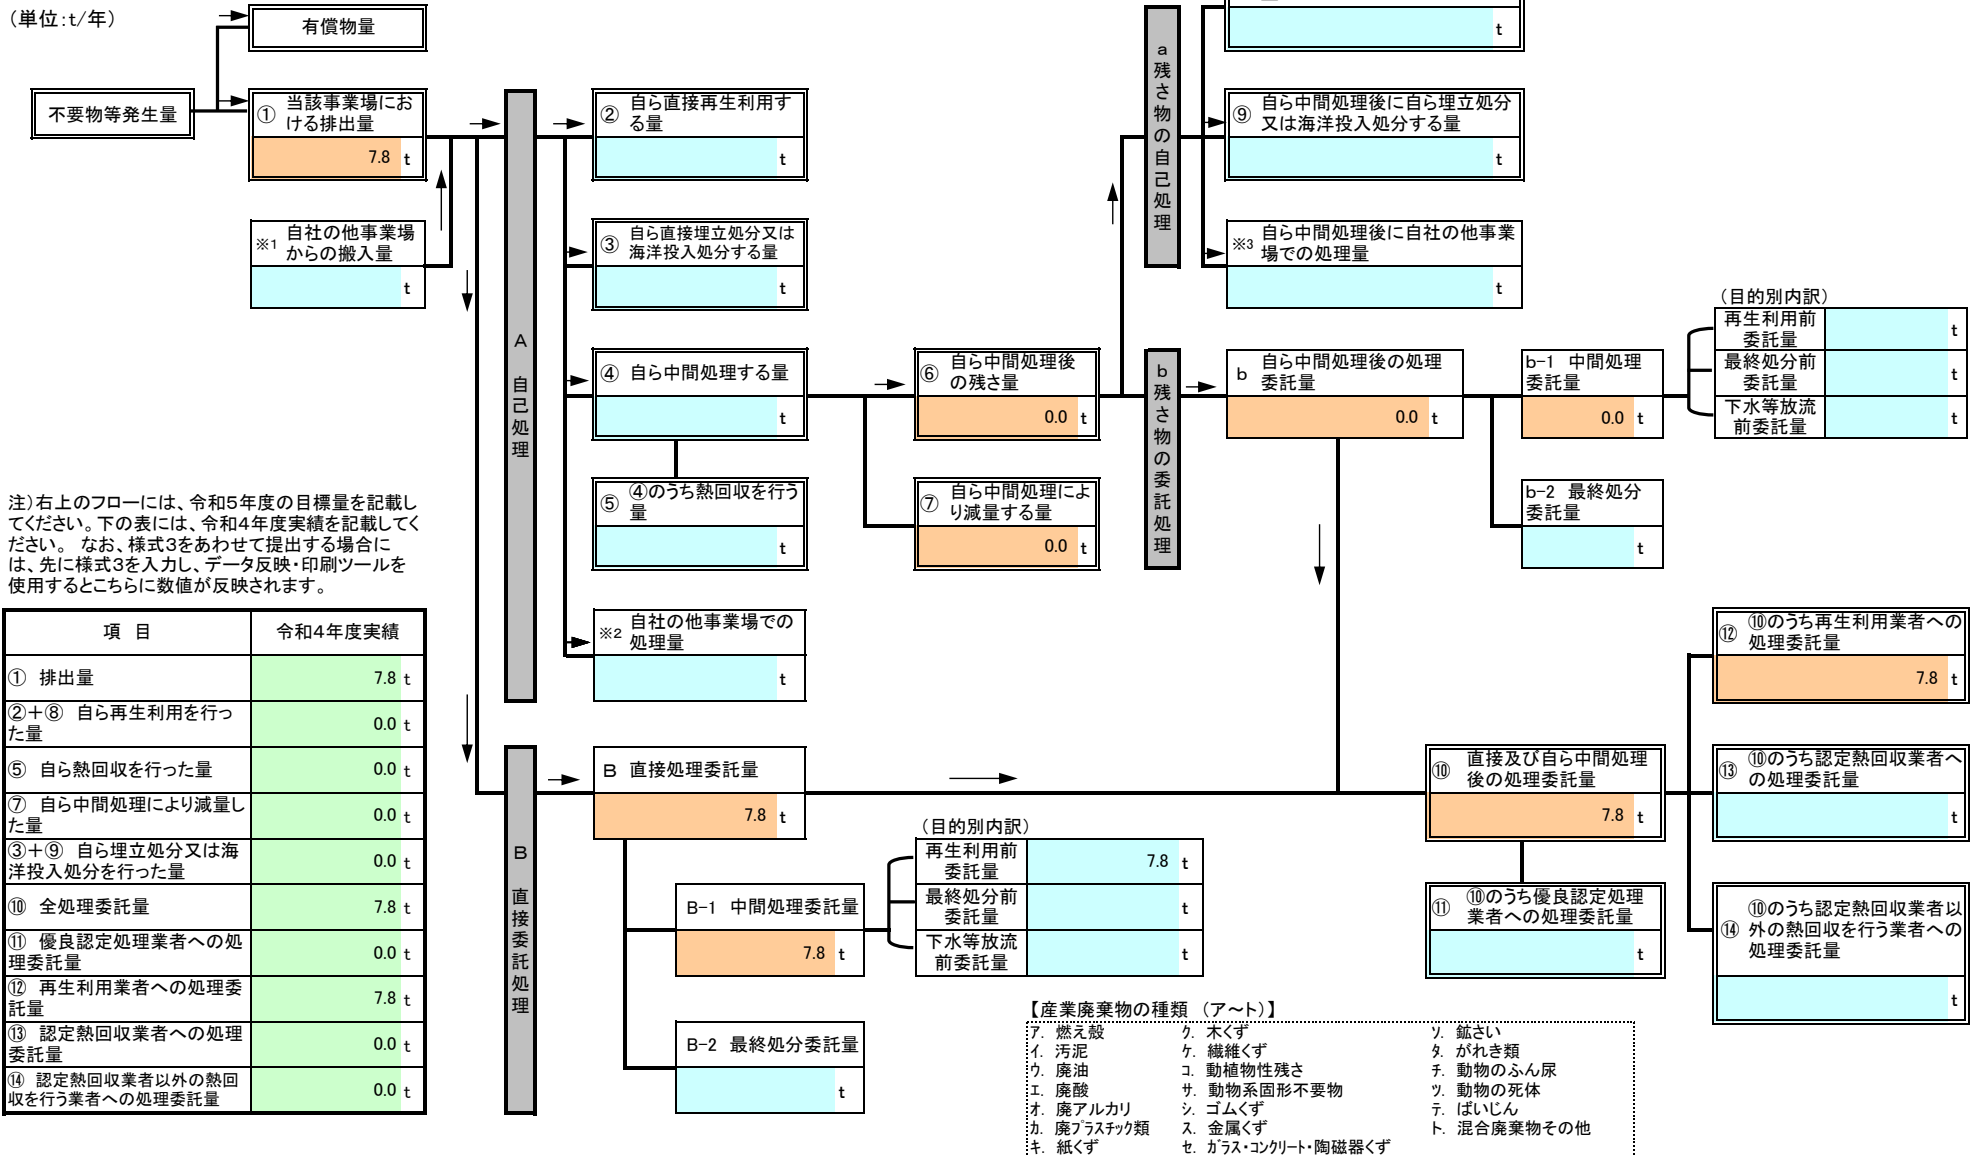 （単位：t/年）
有償物量
不要物等発生量
① 当該事業場にお
ける排出量
7.8 t
※1 自社の他事業場
からの搬入量
t
A 自己処理
② 自ら直接再生利用す
る量
t
③ 自ら直接埋立処分又は
海洋投入処分する量
t
④ 自ら中間処理する量
t
⑤ ④のうち熱回収を行う
量
t
※2 自社の他事業場での
処理量
t
⑥ 自ら中間処理後
の残さ量
0.0 t
⑦ 自ら中間処理によ
り減量する量
0.0 t
a 残さ物の自己処理
t
⑨ 自ら中間処理後に自ら埋立処分
又は海洋投入処分する量
t
※3 自ら中間処理後に自社の他事業
場での処理量
t
b 残さ物の委託処理
b 自ら中間処理後の処理
委託量
0.0 t
b-1 中間処理
委託量
0.0 t
b-2 最終処分
委託量
t
（目的別内訳）
再生利用前
委託量
t
最終処分前
委託量
t
下水等放流
前委託量
t
注）右上のフローには、令和5年度の目標量を記載し
てください。下の表には、令和4年度実績を記載してく
ださい。 なお、様式3をあわせて提出する場合に
は、先に様式3を入力し、データ反映・印刷ツールを
使用するとこちらに数値が反映されます。
項 目 令和4年度実績
① 排出量 7.8 t
②＋⑧ 自ら再生利用を行っ
た量 0.0 t
⑤ 自ら熱回収を行った量 0.0 t
⑦ 自ら中間処理により減量し
た量 0.0 t
③＋⑨ 自ら埋立処分又は海
洋投入処分を行った量 0.0 t
⑩ 全処理委託量 7.8 t
⑪ 優良認定処理業者への処
理委託量 0.0 t
⑫ 再生利用業者への処理委
託量 7.8 t
⑬ 認定熱回収業者への処理
委託量 0.0 t
⑭ 認定熱回収業者以外の熱回
収を行う業者への処理委託量 0.0 t
B 直接委託処理
B 直接処理委託量
7.8 t
B-1 中間処理委託量
7.8 t
B-2 最終処分委託量
t
（目的別内訳）
再生利用前
委託量
7.8 t
最終処分前
委託量
t
下水等放流
前委託量
t
⑩ 直接及び自ら中間処理
後の処理委託量
7.8 t
⑪ ⑩のうち優良認定処理
業者への処理委託量
t
⑫ ⑩のうち再生利用業者への
処理委託量
7.8 t
⑬ ⑩のうち認定熱回収業者へ
の処理委託量
t
⑭ ⑩のうち認定熱回収業者以
外の熱回収を行う業者への
処理委託量
t
【産業廃棄物の種類 （ア～ト）】
ア. 燃え殻 ク. 木くず ソ. 鉱さい
イ. 汚泥 ケ. 繊維くず タ. がれき類
ウ. 廃油 コ. 動植物性残さ チ. 動物のふん尿
エ. 廃酸 サ. 動物系固形不要物 ツ. 動物の死体
オ. 廃アルカリ シ. ゴムくず テ. ばいじん
カ. 廃プラスチック類 ス. 金属くず ト. 混合廃棄物その他
キ. 紙くず セ. ガラス・コンクリート・陶磁器くず